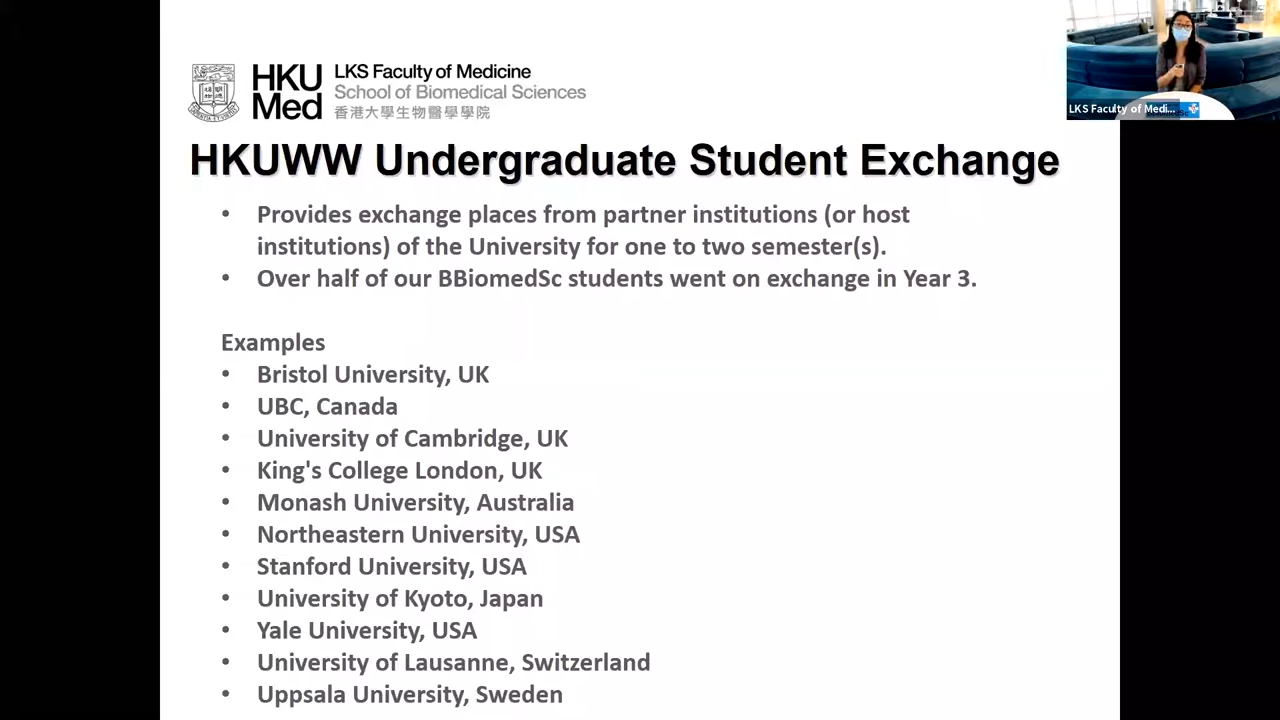 HKU
Med
LKS Faculty of Medicine
School of Biomedical Sciences
香港大學生物醫學學院
LKS Faculty of Medi...
HKUWW Undergraduate Student Exchange
• Provides exchange places from partner institutions (or host
institutions) of the University for one to two semester(s).
• Over half of our BBiomedSc students went on exchange in Year 3.
Examples
• Bristol University, UK
• UBC, Canada
• University of Cambridge, UK
• King's College London, UK
• Monash University, Australia
• Northeastern University, USA
• Stanford University, USA
• University of Kyoto, Japan
• Yale University, USA
• University of Lausanne, Switzerland
• Uppsala University, Sweden